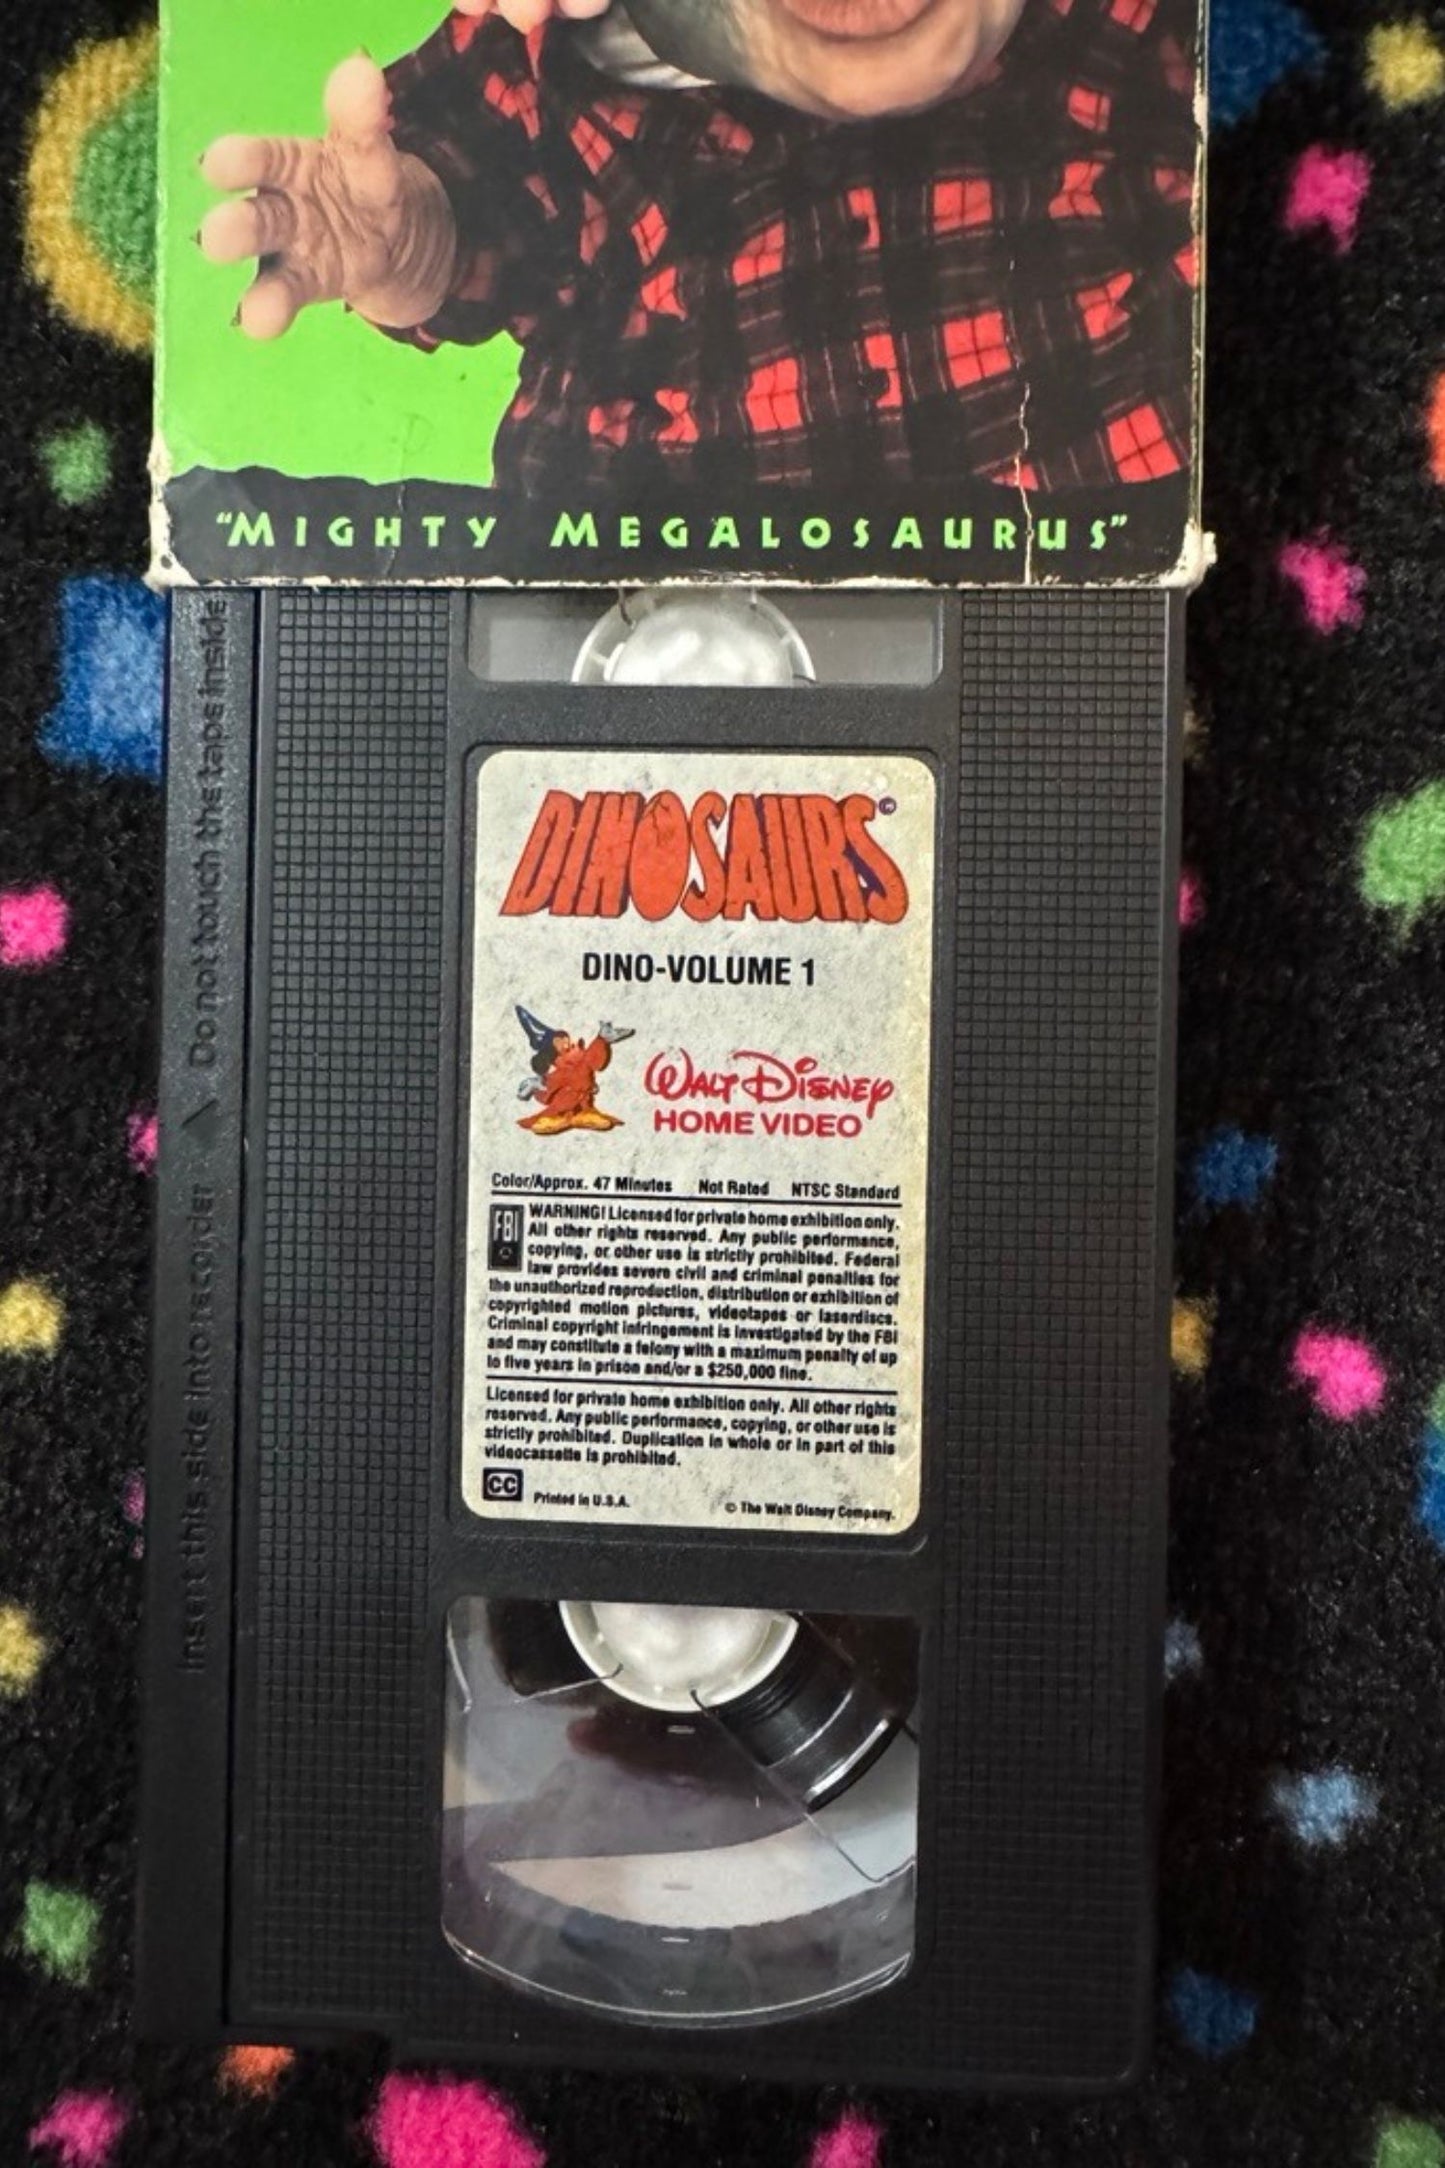 "MIGHTY MEGALOSAURUS"
Insert this side into recorder / Do not touch the tape inside
DINOSAURS©
DINO-VOLUME 1
WALT DISNEY
HOME VIDEO
Color/Approx. 47 Minutes Not Rated NTSC Standard
FBI
WARNING! Licensed for private home exhibition only.
All other rights reserved. Any public performance,
copying, or other use is strictly prohibited. Federal
law provides severe civil and criminal penalties for
the unauthorized reproduction, distribution or exhibition of
copyrighted motion pictures, videotapes or laserdiscs.
Criminal copyright infringement is investigated by the FBI
and may constitute a felony with a maximum penalty of up
to five years in prison and/or a $250,000 fine.
Licensed for private home exhibition only. All other rights
reserved. Any public performance, copying, or other use is
strictly prohibited. Duplication in whole or in part of this
videocassette is prohibited.
CC Printed in U.S.A. © The Walt Disney Company.